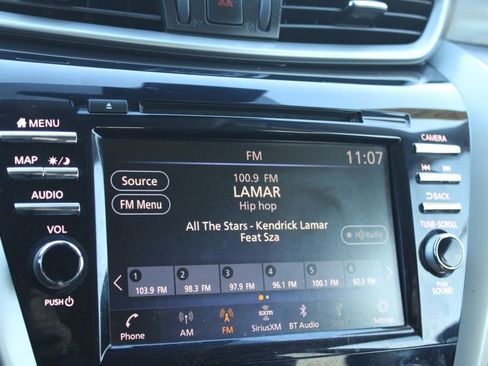 MENU
CAMERA
FM
11:07
MAP
Source
100.9 FM
LAMAR
FM Menu
Hip hop
AUDIO
BACK
All The Stars - Kendrick Lamar
Feat Sza
HD Radio
VOL
TUNE·SCROLL
1 2 3 4 5 6
103.9 FM 98.3 FM 97.9 FM 96.1 FM 100.1 FM 92.3 FM
PUSH
PUSH
SOUND
Phone AM FM sxm SiriusXM BT Audio Settings